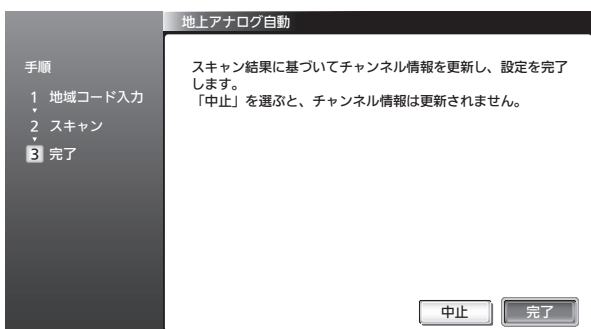 地上アナログ自動
手順
1 地域コード入力
2 スキャン
3 完了
スキャン結果に基づいてチャンネル情報を更新し、設定を完了
します。
「中止」を選ぶと、チャンネル情報は更新されません。
中止
完了